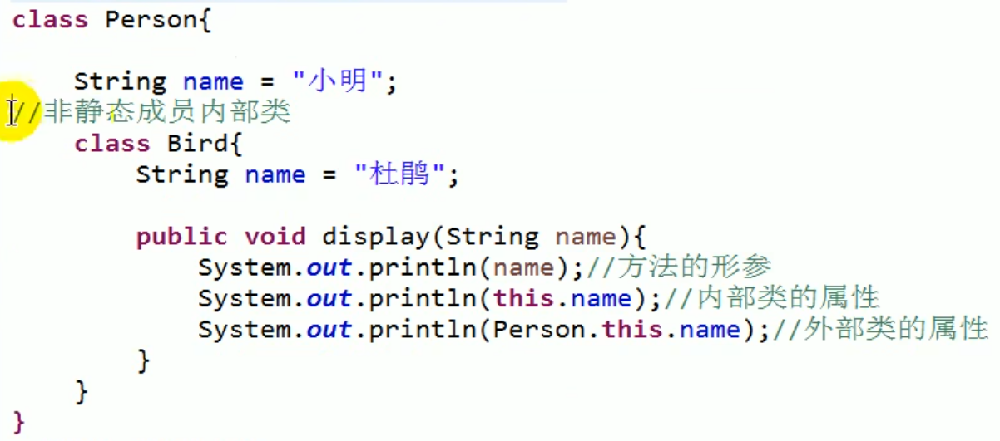 class Person{
String name = "小明";
//非静态成员内部类
class Bird{
String name = "杜鹃";
public void display(String name){
System.out.println(name);//方法的形参
System.out.println(this.name);//内部类的属性
System.out.println(Person.this.name);//外部类的属性
}
}
}